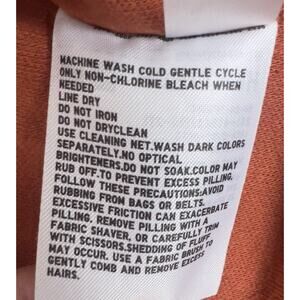 MACHINE WASH COLD GENTLE CYCLE
ONLY NON-CHLORINE BLEACH WHEN
NEEDED
LINE DRY
DO NOT IRON
DO NOT DRYCLEAN
USE CLEANING NET.WASH DARK COLORS
SEPARATELY.NO OPTICAL
BRIGHTENERS.DO NOT SOAK.COLOR MAY
RUB OFF.TO PREVENT EXCESS PILLING,
FOLLOW THESE PRECAUTIONS:AVOID
RUBBING FROM BAGS OR BELTS.
EXCESSIVE FRICTION CAN EXACERBATE
PILLING. REMOVE PILLING WITH A
FABRIC SHAVER, OR CAREFULLY TRIM
WITH SCISSORS.SHEDDING OF FLUFF
MAY OCCUR. USE A FABRIC BRUSH TO
GENTLY COMB AND REMOVE EXCESS
HAIRS.